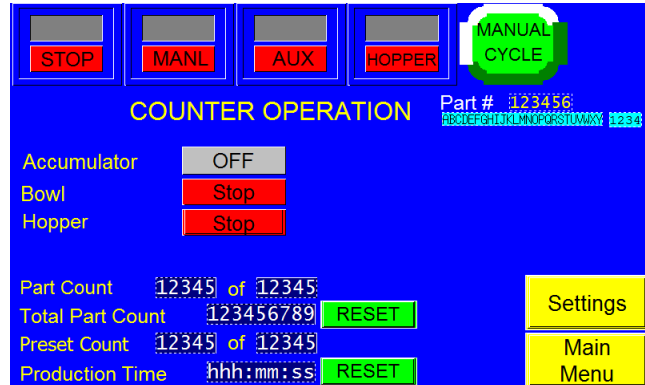 STOP MANL AUX HOPPER MANUAL CYCLE
COUNTER OPERATION
Part # 123456
ABCDEFGHIJKLMNOPQRSTUVWXY 1234
Accumulator OFF
Bowl Stop
Hopper Stop
Part Count 12345 of 12345
Total Part Count 123456789 RESET
Preset Count 12345 of 12345
Production Time hhh:mm:ss RESET
Settings
Main
Menu